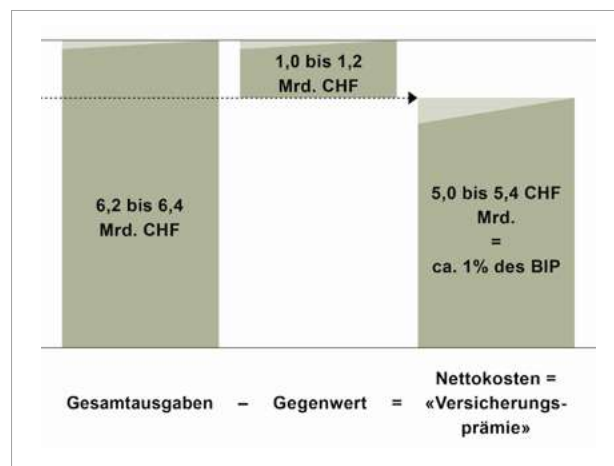 1,0 bis 1,2
Mrd. CHF
6,2 bis 6,4
Mrd. CHF
5,0 bis 5,4 CHF
Mrd.
=
ca. 1% des BIP
Gesamtausgaben – Gegenwert =
Nettokosten =
«Versicherungs-
prämie»